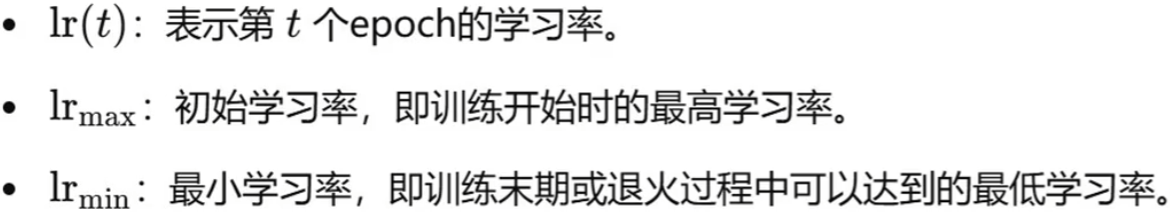 • lr(t)：表示第 t 个epoch的学习率。
• lrmax：初始学习率，即训练开始时的最高学习率。
• lrmin：最小学习率，即训练末期或退火过程中可以达到的最低学习率。